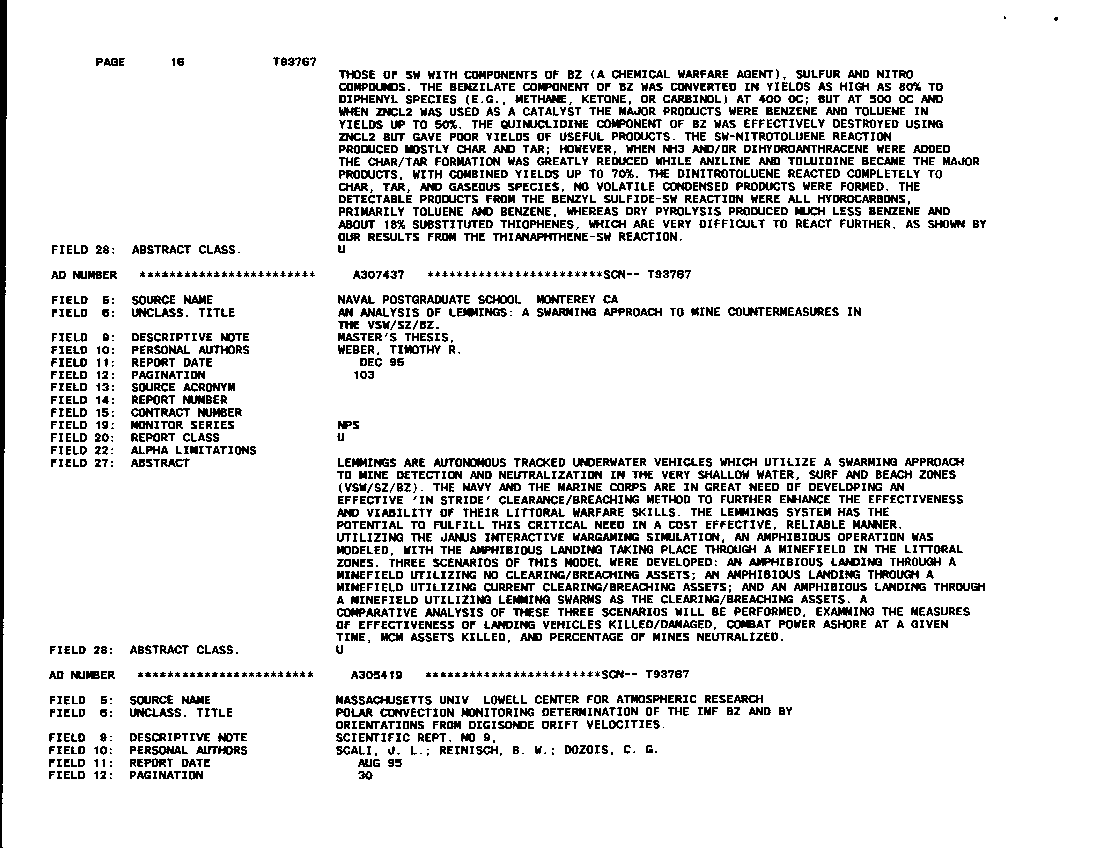 PAGE 16 T93767
THOSE OF SW WITH COMPONENTS OF BZ (A CHEMICAL WARFARE AGENT), SULFUR AND NITRO
COMPOUNDS. THE BENZILATE COMPONENT OF BZ WAS CONVERTED IN YIELDS AS HIGH AS 80% TO
DIPHENYL SPECIES (E.G., METHANE, KETONE, OR CARBINOL) AT 400 OC; BUT AT 500 OC AND
WHEN ZNCL2 WAS USED AS A CATALYST THE MAJOR PRODUCTS WERE BENZENE AND TOLUENE IN
YIELDS UP TO 50%. THE QUINUCLIDINE COMPONENT OF BZ WAS EFFECTIVELY DESTROYED USING
ZNCL2 BUT GAVE POOR YIELDS OF USEFUL PRODUCTS. THE SW-NITROTOLUENE REACTION
PRODUCED MOSTLY CHAR AND TAR; HOWEVER, WHEN NH3 AND/OR DIHYDROANTHRACENE WERE ADDED
THE CHAR/TAR FORMATION WAS GREATLY REDUCED WHILE ANILINE AND TOLUIDINE BECAME THE MAJOR
PRODUCTS, WITH COMBINED YIELDS UP TO 70%. THE DINITROTOLUENE REACTED COMPLETELY TO
CHAR, TAR, AND GASEOUS SPECIES, NO VOLATILE CONDENSED PRODUCTS WERE FORMED. THE
DETECTABLE PRODUCTS FROM THE BENZYL SULFIDE-SW REACTION WERE ALL HYDROCARBONS,
PRIMARILY TOLUENE AND BENZENE, WHEREAS DRY PYROLYSIS PRODUCED MUCH LESS BENZENE AND
ABOUT 18% SUBSTITUTED THIOPHENES, WHICH ARE VERY DIFFICULT TO REACT FURTHER, AS SHOWN BY
OUR RESULTS FROM THE THIANAPHTHENE-SW REACTION.
FIELD 28: ABSTRACT CLASS. U
AD NUMBER ************************ A307437 ************************SCN-- T93767
FIELD 5: SOURCE NAME NAVAL POSTGRADUATE SCHOOL MONTEREY CA
FIELD 6: UNCLASS. TITLE AN ANALYSIS OF LEMMINGS: A SWARMING APPROACH TO MINE COUNTERMEASURES IN
THE VSW/SZ/BZ.
FIELD 9: DESCRIPTIVE NOTE MASTER'S THESIS,
FIELD 10: PERSONAL AUTHORS WEBER, TIMOTHY R.
FIELD 11: REPORT DATE DEC 95
FIELD 12: PAGINATION 103
FIELD 13: SOURCE ACRONYM
FIELD 14: REPORT NUMBER
FIELD 15: CONTRACT NUMBER
FIELD 19: MONITOR SERIES NPS
FIELD 20: REPORT CLASS U
FIELD 22: ALPHA LIMITATIONS
FIELD 27: ABSTRACT LEMMINGS ARE AUTONOMOUS TRACKED UNDERWATER VEHICLES WHICH UTILIZE A SWARMING APPROACH
TO MINE DETECTION AND NEUTRALIZATION IN THE VERY SHALLOW WATER, SURF AND BEACH ZONES
(VSW/SZ/BZ). THE NAVY AND THE MARINE CORPS ARE IN GREAT NEED OF DEVELOPING AN
EFFECTIVE 'IN STRIDE' CLEARANCE/BREACHING METHOD TO FURTHER ENHANCE THE EFFECTIVENESS
AND VIABILITY OF THEIR LITTORAL WARFARE SKILLS. THE LEMMINGS SYSTEM HAS THE
POTENTIAL TO FULFILL THIS CRITICAL NEED IN A COST EFFECTIVE, RELIABLE MANNER.
UTILIZING THE JANUS INTERACTIVE WARGAMING SIMULATION, AN AMPHIBIOUS OPERATION WAS
MODELED, WITH THE AMPHIBIOUS LANDING TAKING PLACE THROUGH A MINEFIELD IN THE LITTORAL
ZONES. THREE SCENARIOS OF THIS MODEL WERE DEVELOPED: AN AMPHIBIOUS LANDING THROUGH A
MINEFIELD UTILIZING NO CLEARING/BREACHING ASSETS; AN AMPHIBIOUS LANDING THROUGH A
MINEFIELD UTILIZING CURRENT CLEARING/BREACHING ASSETS; AND AN AMPHIBIOUS LANDING THROUGH
A MINEFIELD UTILIZING LEMMING SWARMS AS THE CLEARING/BREACHING ASSETS. A
COMPARATIVE ANALYSIS OF THESE THREE SCENARIOS WILL BE PERFORMED, EXAMMING THE MEASURES
OF EFFECTIVENESS OF LANDING VEHICLES KILLED/DAMAGED, COMBAT POWER ASHORE AT A GIVEN
TIME, MCM ASSETS KILLED, AND PERCENTAGE OF MINES NEUTRALIZED.
FIELD 28: ABSTRACT CLASS. U
AD NUMBER ************************ A305419 ************************SCN-- T93767
FIELD 5: SOURCE NAME MASSACHUSETTS UNIV LOWELL CENTER FOR ATMOSPHERIC RESEARCH
FIELD 6: UNCLASS. TITLE POLAR CONVECTION MONITORING DETERMINATION OF THE IMF BZ AND BY
ORIENTATIONS FROM DIGISONDE DRIFT VELOCITIES.
FIELD 9: DESCRIPTIVE NOTE SCIENTIFIC REPT. NO 9,
FIELD 10: PERSONAL AUTHORS SCALI, J. L.; REINISCH, B. W.; DOZOIS, C. G.
FIELD 11: REPORT DATE AUG 95
FIELD 12: PAGINATION 30